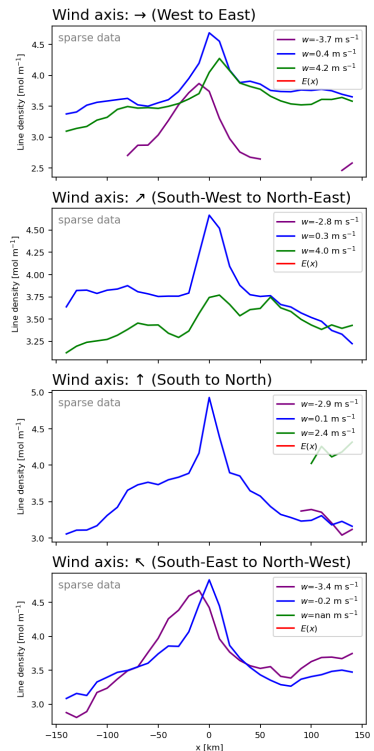 Wind axis: → (West to East)
sparse data
w=-3.7 m s⁻¹
w=0.4 m s⁻¹
w=4.2 m s⁻¹
E(x)
Line density [mol m⁻¹]
4.5
4.0
3.5
3.0
2.5
Wind axis: ↗ (South-West to North-East)
sparse data
w=-2.8 m s⁻¹
w=0.3 m s⁻¹
w=4.0 m s⁻¹
E(x)
Line density [mol m⁻¹]
4.50
4.25
4.00
3.75
3.50
3.25
Wind axis: ↑ (South to North)
sparse data
w=-2.9 m s⁻¹
w=0.1 m s⁻¹
w=2.4 m s⁻¹
E(x)
Line density [mol m⁻¹]
5.0
4.5
4.0
3.5
3.0
Wind axis: ↖ (South-East to North-West)
sparse data
w=-3.4 m s⁻¹
w=-0.2 m s⁻¹
w=nan m s⁻¹
E(x)
Line density [mol m⁻¹]
4.5
4.0
3.5
3.0
−150 −100 −50 0 50 100 150
x [km]